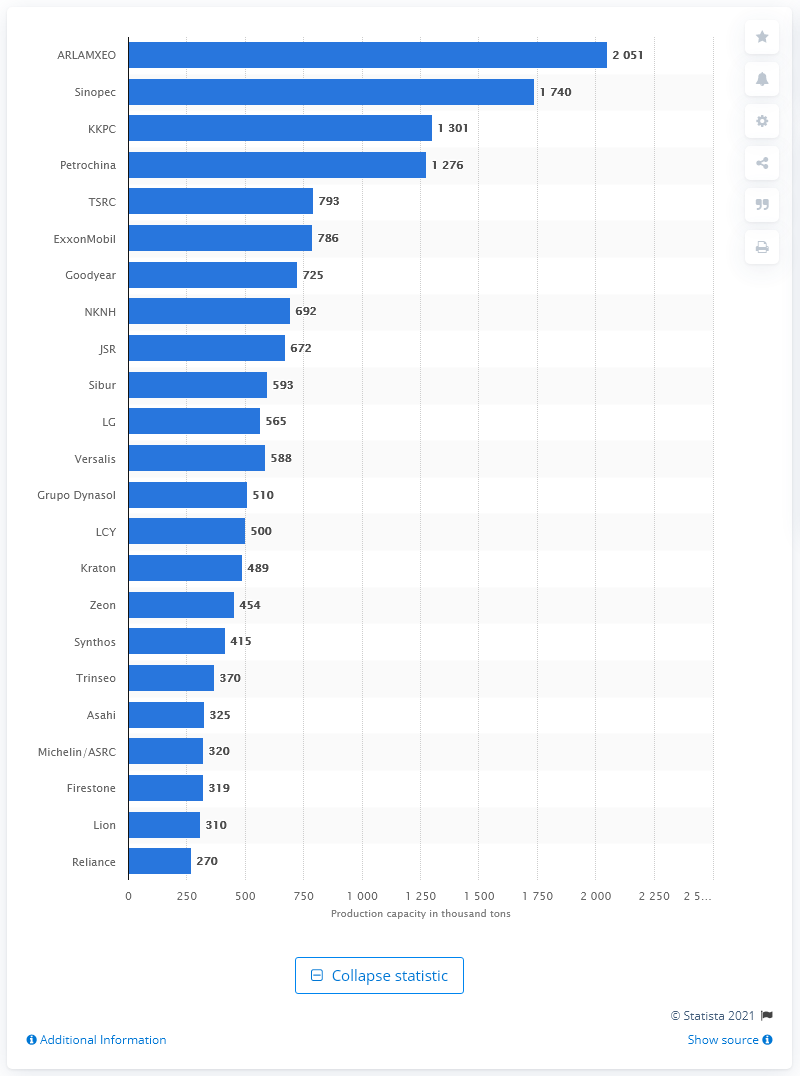 ARLAMXEO 2 051
Sinopec 1 740
KKPC 1 301
Petrochina 1 276
TSRC 793
ExxonMobil 786
Goodyear 725
NKNH 692
JSR 672
Sibur 593
LG 565
Versalis 588
Grupo Dynasol 510
LCY 500
Kraton 489
Zeon 454
Synthos 415
Trinseo 370
Asahi 325
Michelin/ASRC 320
Firestone 319
Lion 310
Reliance 270
0 250 500 750 1 000 1 250 1 500 1 750 2 000 2 250 2 5…
Production capacity in thousand tons
Collapse statistic
© Statista 2021
Additional Information Show source